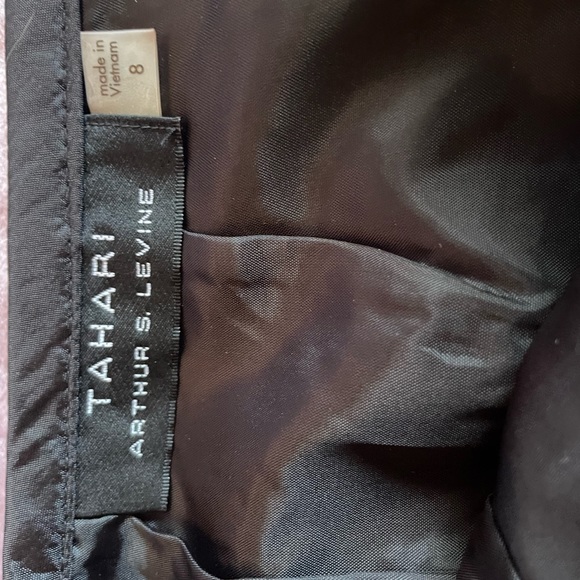 made in
Vietnam
8
TAHARI
ARTHUR S. LEVINE